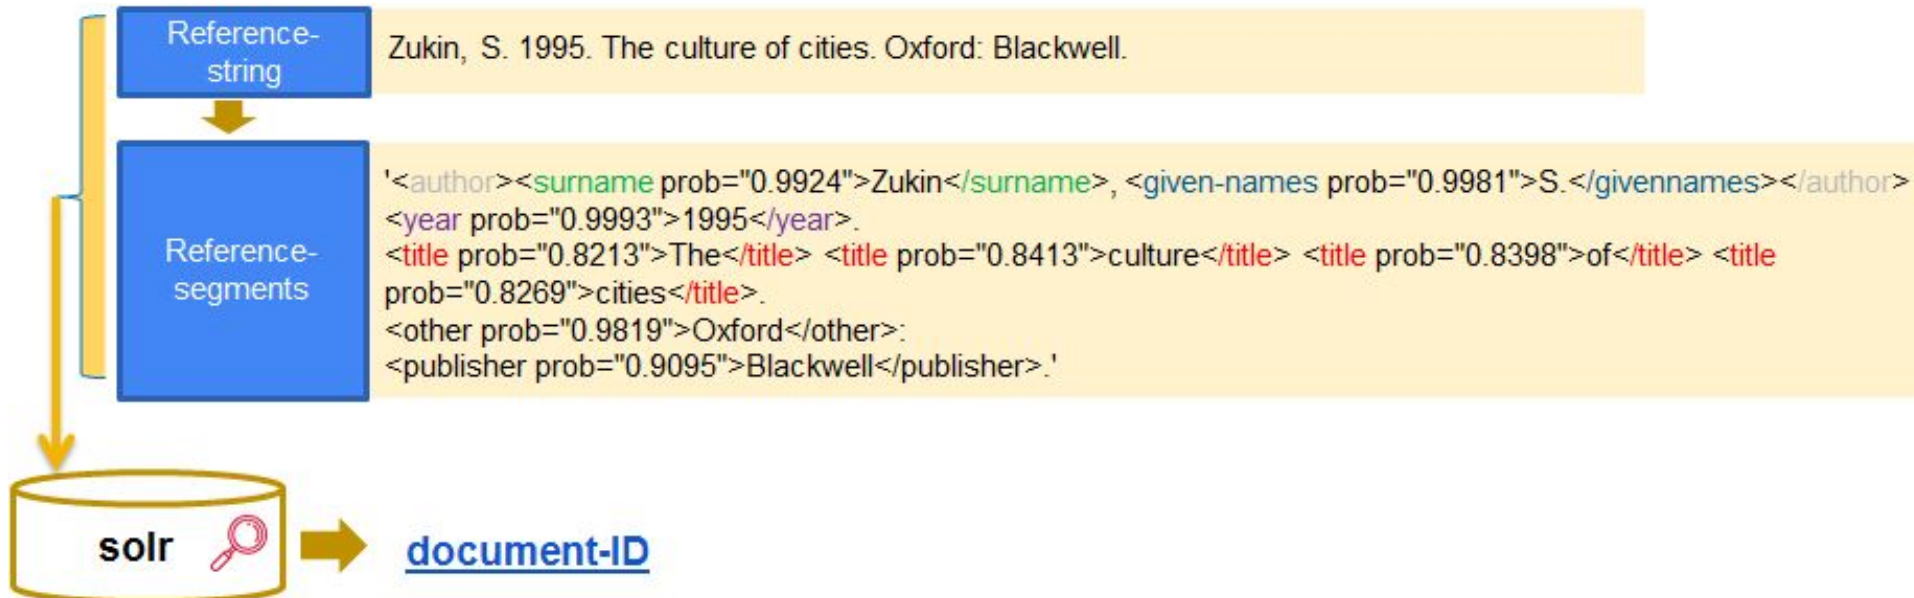 Reference-
string
Zukin, S. 1995. The culture of cities. Oxford: Blackwell.
Reference-
segments
'<author><surname prob="0.9924">Zukin</surname>, <given-names prob="0.9981">S.</givennames></author>
<year prob="0.9993">1995</year>.
<title prob="0.8213">The</title> <title prob="0.8413">culture</title> <title prob="0.8398">of</title> <title
prob="0.8269">cities</title>.
<other prob="0.9819">Oxford</other>:
<publisher prob="0.9095">Blackwell</publisher>.'
solr
document-ID